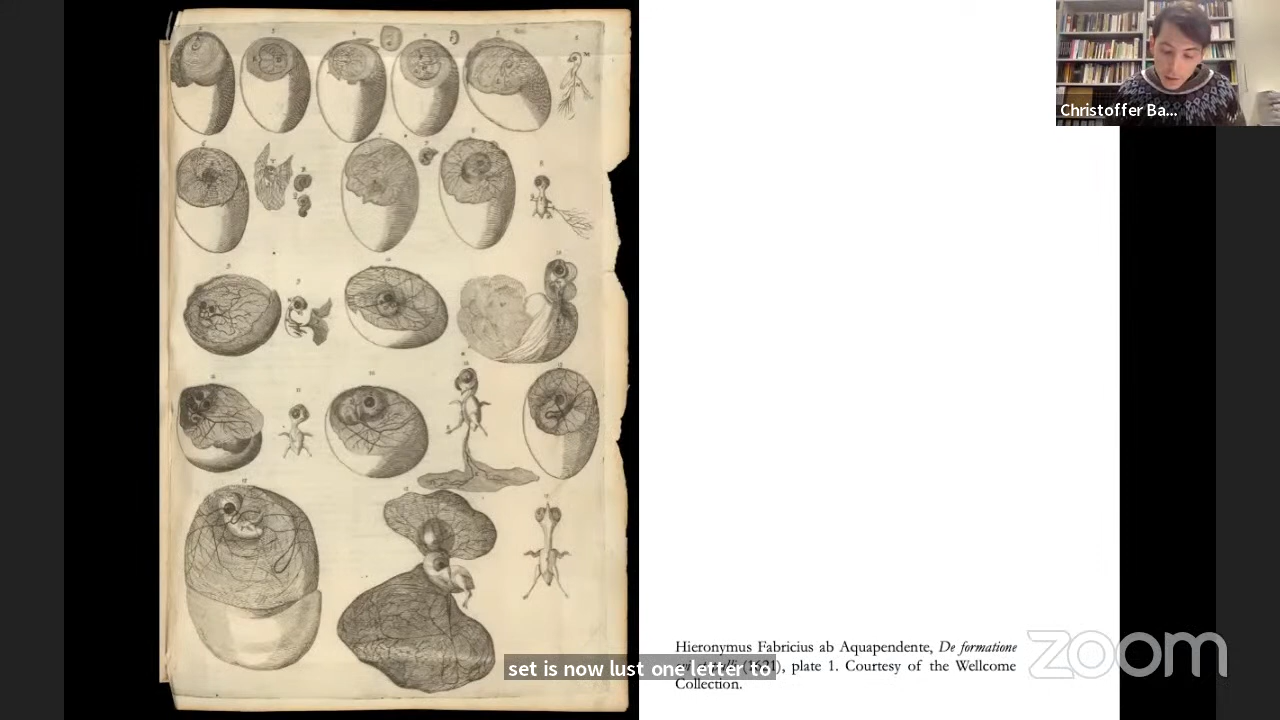 Christoffer Ba...
Hieronymus Fabricius ab Aquapendente, De formatione
plate 1. Courtesy of the Wellcome
Collection.
set is now lust one letter to
zoom